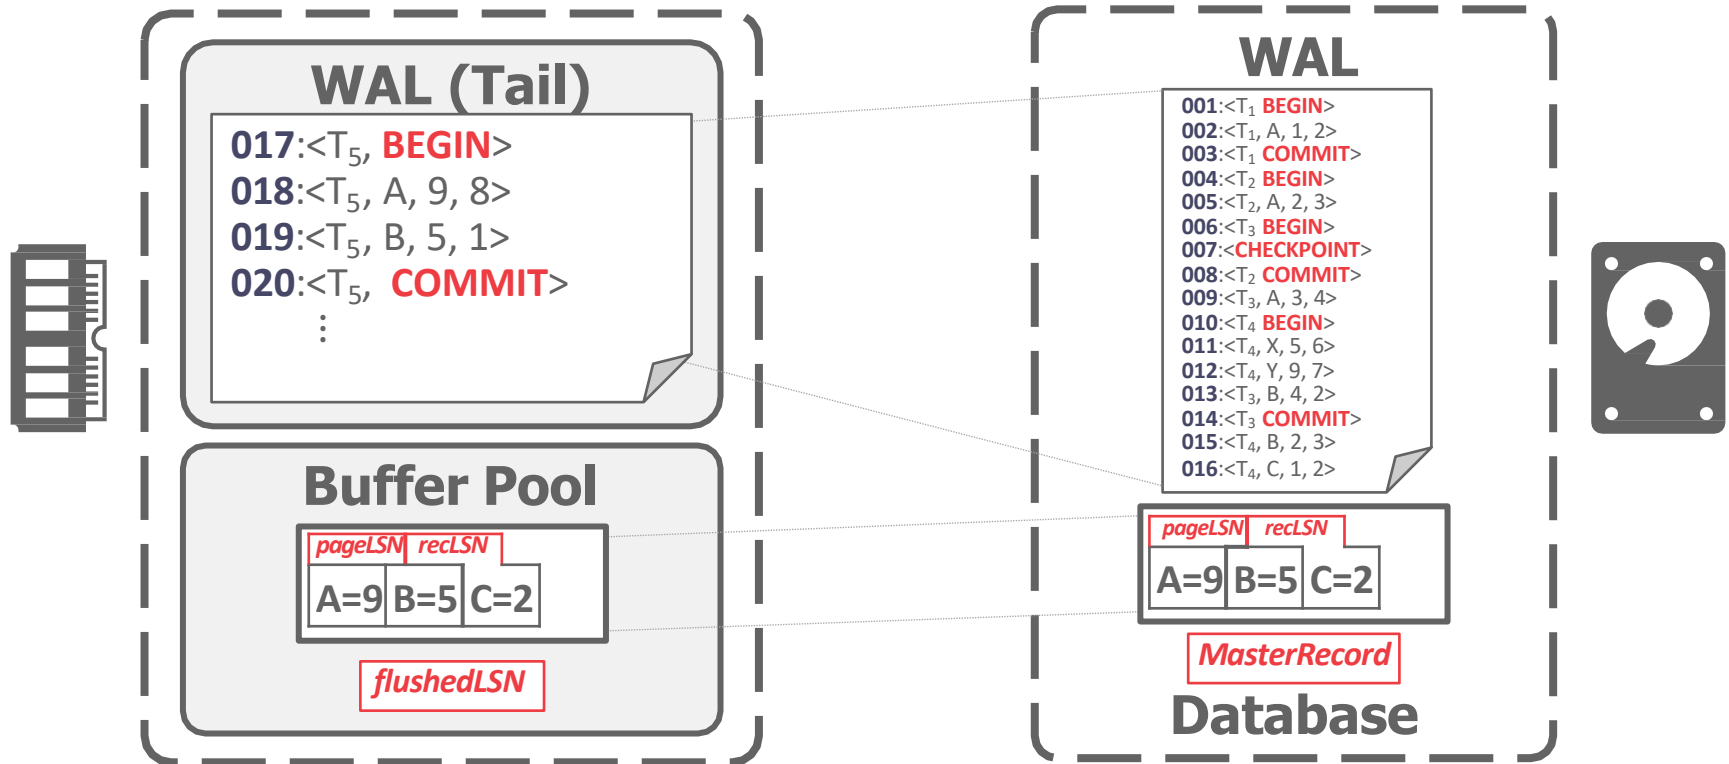 WAL (Tail)
017:<T5, BEGIN>
018:<T5, A, 9, 8>
019:<T5, B, 5, 1>
020:<T5, COMMIT>
⋮
Buffer Pool
pageLSN recLSN
A=9 B=5 C=2
flushedLSN
WAL
001:<T1 BEGIN>
002:<T1, A, 1, 2>
003:<T1 COMMIT>
004:<T2 BEGIN>
005:<T2, A, 2, 3>
006:<T3 BEGIN>
007:<CHECKPOINT>
008:<T2 COMMIT>
009:<T3, A, 3, 4>
010:<T4 BEGIN>
011:<T4, X, 5, 6>
012:<T4, Y, 9, 7>
013:<T3, B, 4, 2>
014:<T3 COMMIT>
015:<T4, B, 2, 3>
016:<T4, C, 1, 2>
pageLSN recLSN
A=9 B=5 C=2
MasterRecord
Database